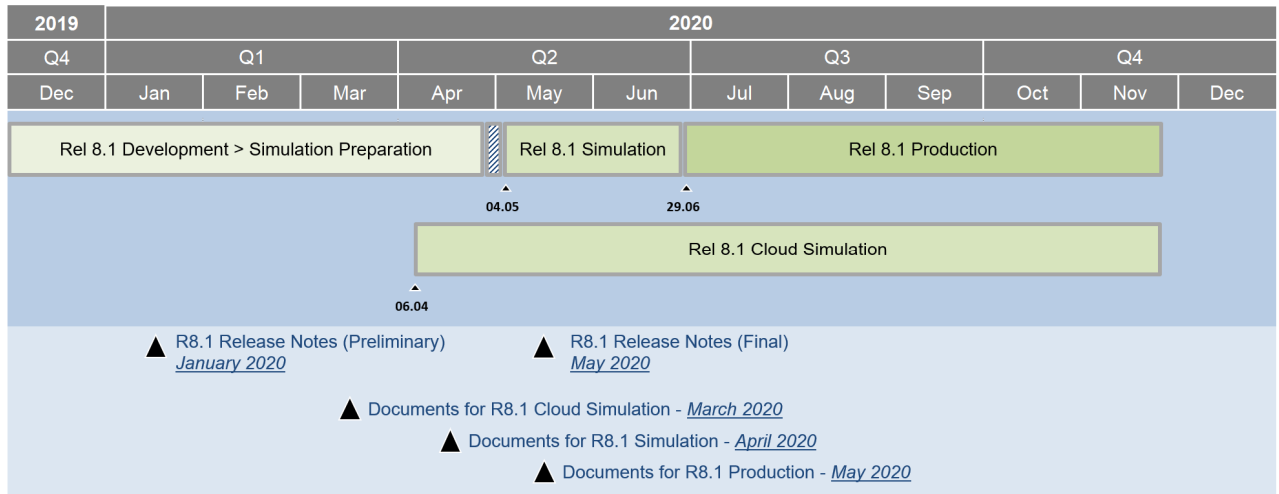 2019 2020
Q4 Q1 Q2 Q3 Q4
Dec Jan Feb Mar Apr May Jun Jul Aug Sep Oct Nov Dec
Rel 8.1 Development > Simulation Preparation Rel 8.1 Simulation Rel 8.1 Production
04.05 29.06
Rel 8.1 Cloud Simulation
06.04
R8.1 Release Notes (Preliminary)
January 2020
R8.1 Release Notes (Final)
May 2020
Documents for R8.1 Cloud Simulation - March 2020
Documents for R8.1 Simulation - April 2020
Documents for R8.1 Production - May 2020